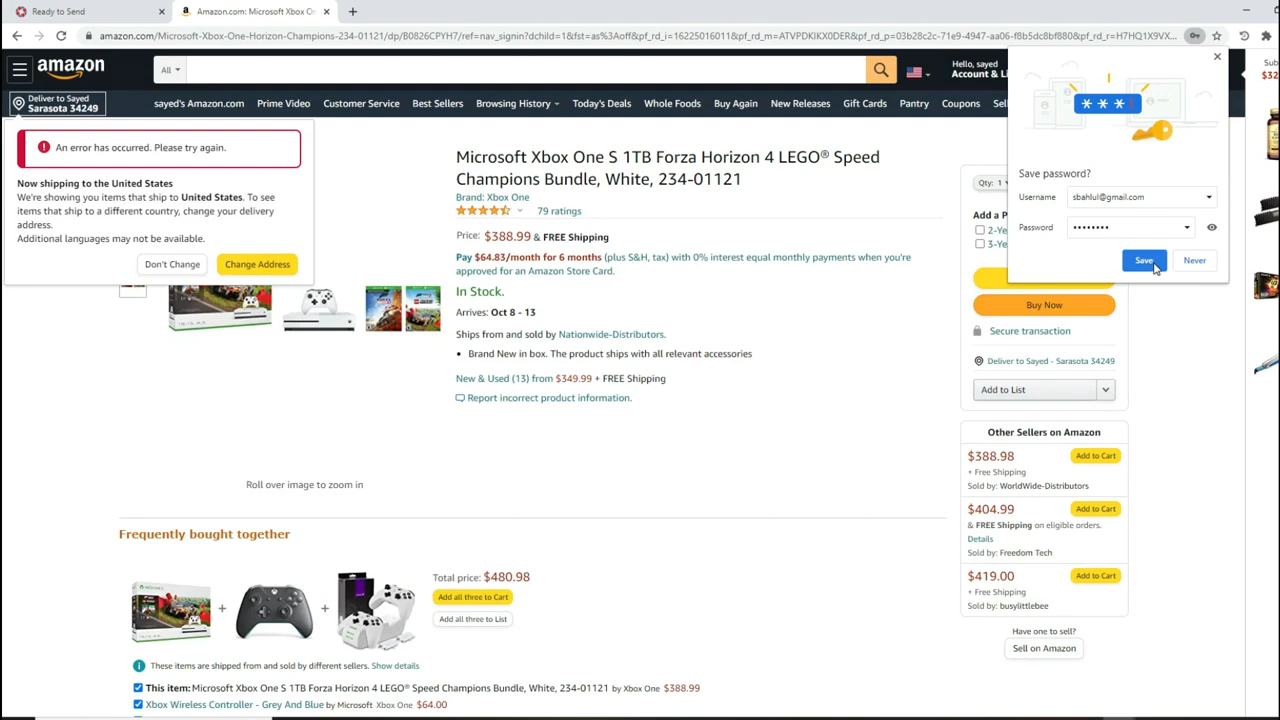 Ready to Send
Amazon.com: Microsoft Xbox On
amazon.com/Microsoft-Xbox-One-Horizon-Champions-234-01121/dp/B0826CPYH7/ref=nav_signin?dchild=1&fst=as%3Aoff&pf_rd_i=16225016011&pf_rd_m=ATVPDKIKX0DER&pf_rd_p=03b28c2c-71e9-4947-aa06-f8b5dc8bf880&pf_rd_r=H7HQ1X9VX...
amazon
All
Hello, sayed
Account & Li
Deliver to Sayed
Sarasota 34249
sayed's Amazon.com Prime Video Customer Service Best Sellers Browsing History Today's Deals Whole Foods Buy Again New Releases Gift Cards Pantry Coupons Sel
An error has occurred. Please try again.
Now shipping to the United States
We're showing you items that ship to United States. To see
items that ship to a different country, change your delivery
address.
Additional languages may not be available.
Don't Change
Change Address
Microsoft Xbox One S 1TB Forza Horizon 4 LEGO® Speed
Champions Bundle, White, 234-01121
Brand: Xbox One
79 ratings
Price: $388.99 & FREE Shipping
Pay $64.83/month for 6 months (plus S&H, tax) with 0% interest equal monthly payments when you're
approved for an Amazon Store Card.
In Stock.
Arrives: Oct 8 - 13
Ships from and sold by Nationwide-Distributors.
• Brand New in box. The product ships with all relevant accessories
New & Used (13) from $349.99 + FREE Shipping
Report incorrect product information.
Roll over image to zoom in
Save password?
Username sbahlul@gmail.com
Password ••••••••
Save
Never
Qty: 1
Add a P
2-Ye
3-Ye
Buy Now
Secure transaction
Deliver to Sayed - Sarasota 34249
Add to List
Other Sellers on Amazon
$388.98 Add to Cart
+ Free Shipping
Sold by: WorldWide-Distributors
$404.99 Add to Cart
& FREE Shipping on eligible orders.
Details
Sold by: Freedom Tech
$419.00 Add to Cart
+ Free Shipping
Sold by: busylittlebee
Have one to sell?
Sell on Amazon
Frequently bought together
Total price: $480.98
Add all three to Cart
Add all three to List
These items are shipped from and sold by different sellers. Show details
This item: Microsoft Xbox One S 1TB Forza Horizon 4 LEGO® Speed Champions Bundle, White, 234-01121 by Xbox One $388.99
Xbox Wireless Controller - Grey And Blue by Microsoft Xbox One $64.00